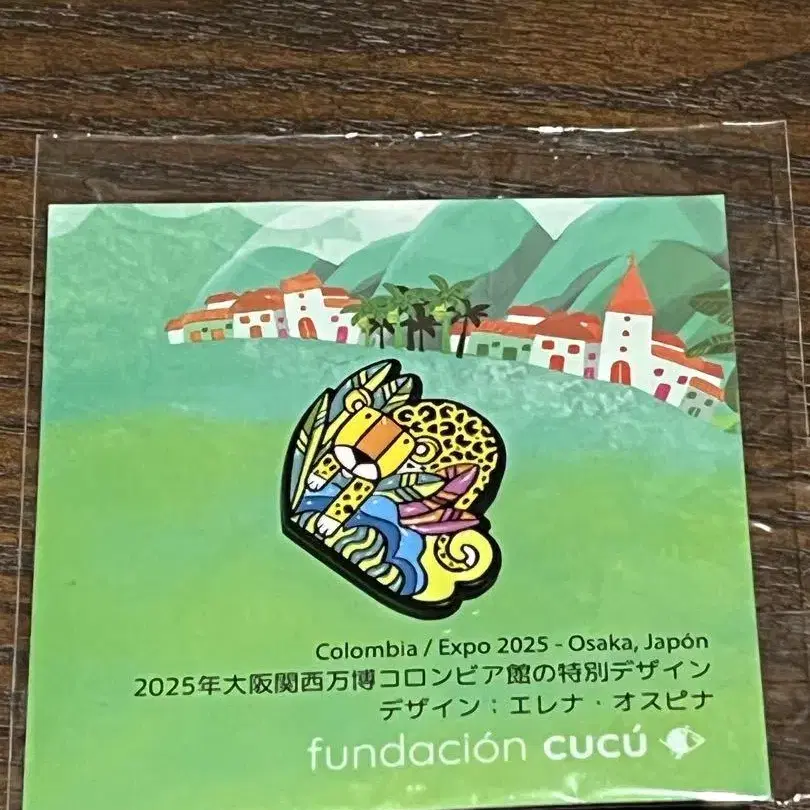 Colombia / Expo 2025 - Osaka, Japón
2025年大阪関西万博コロンビア館の特別デザイン
デザイン：エレナ・オスピナ
fundación cucú